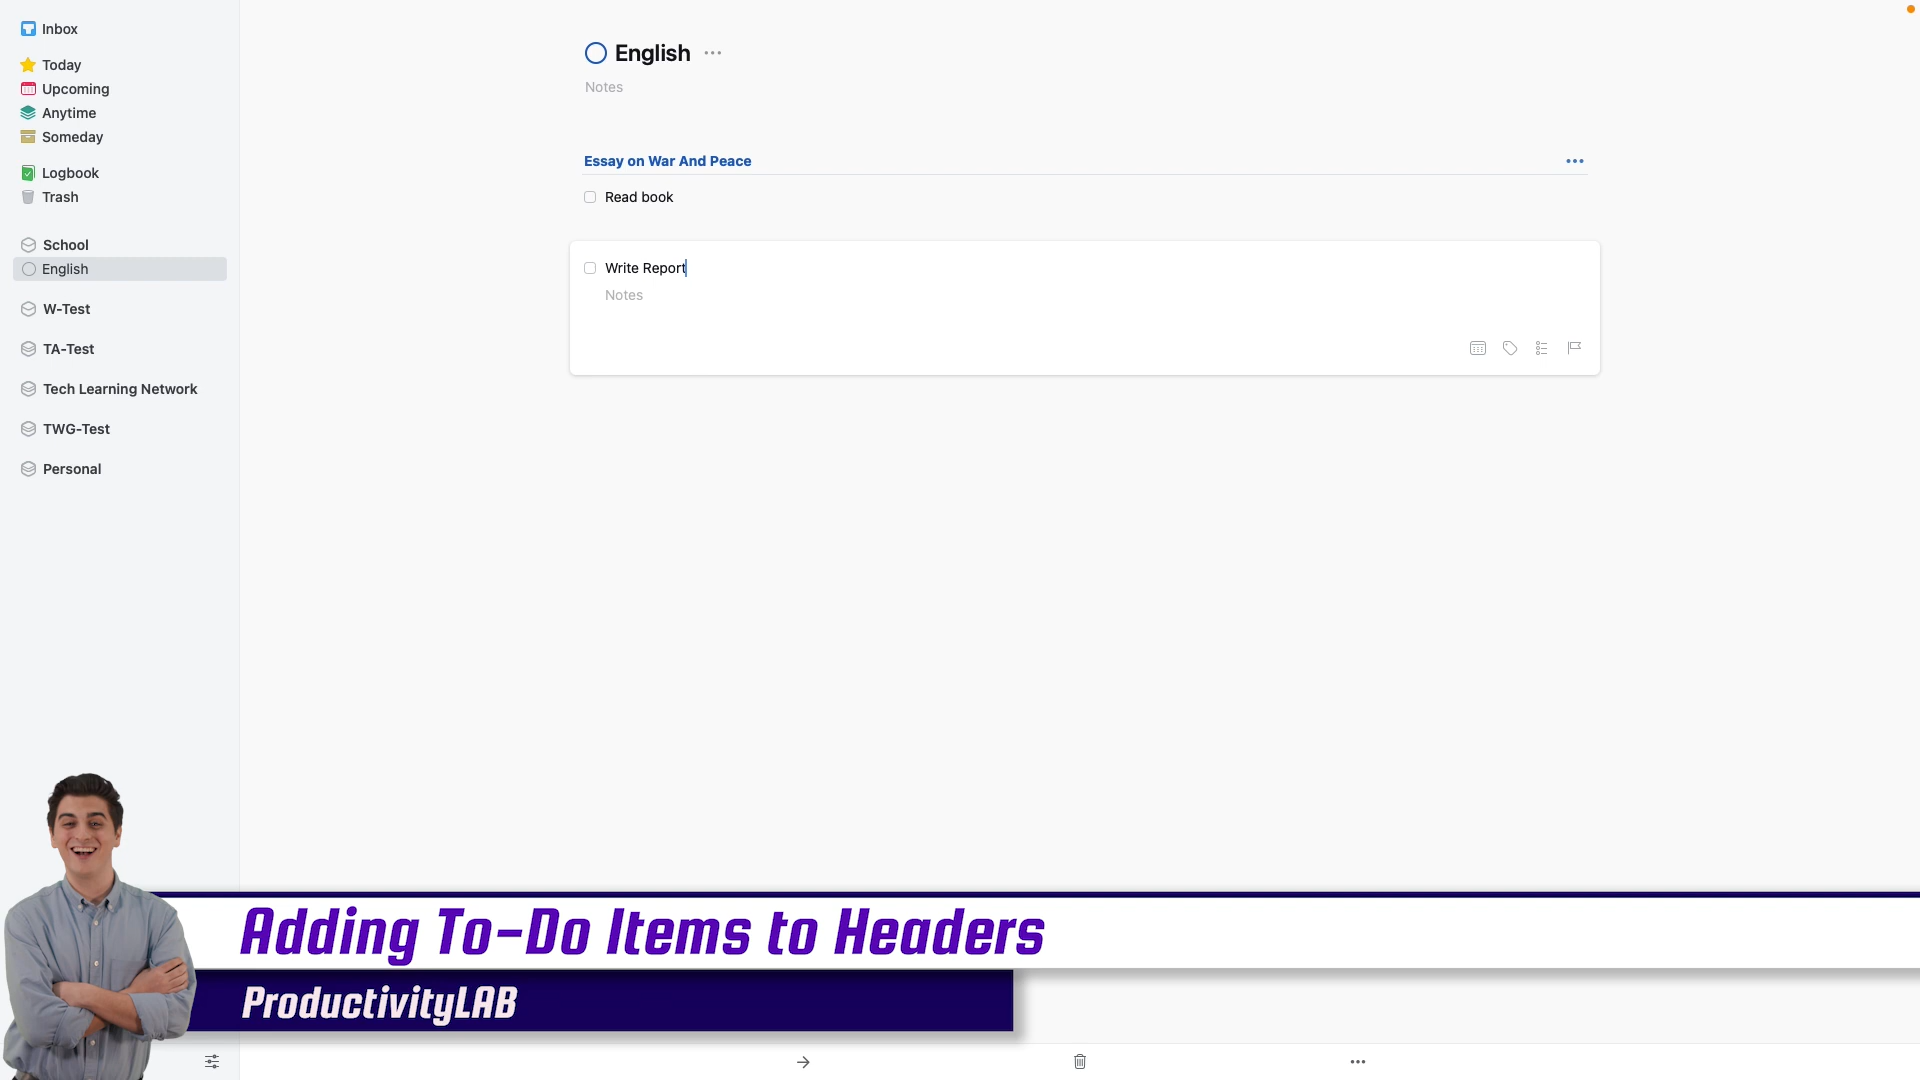 Inbox
Today
Upcoming
Anytime
Someday
Logbook
Trash
School
English
W-Test
TA-Test
Tech Learning Network
TWG-Test
Personal
English
Notes
Essay on War And Peace
Read book
Write Report
Notes
Adding To-Do Items to Headers
ProductivityLAB